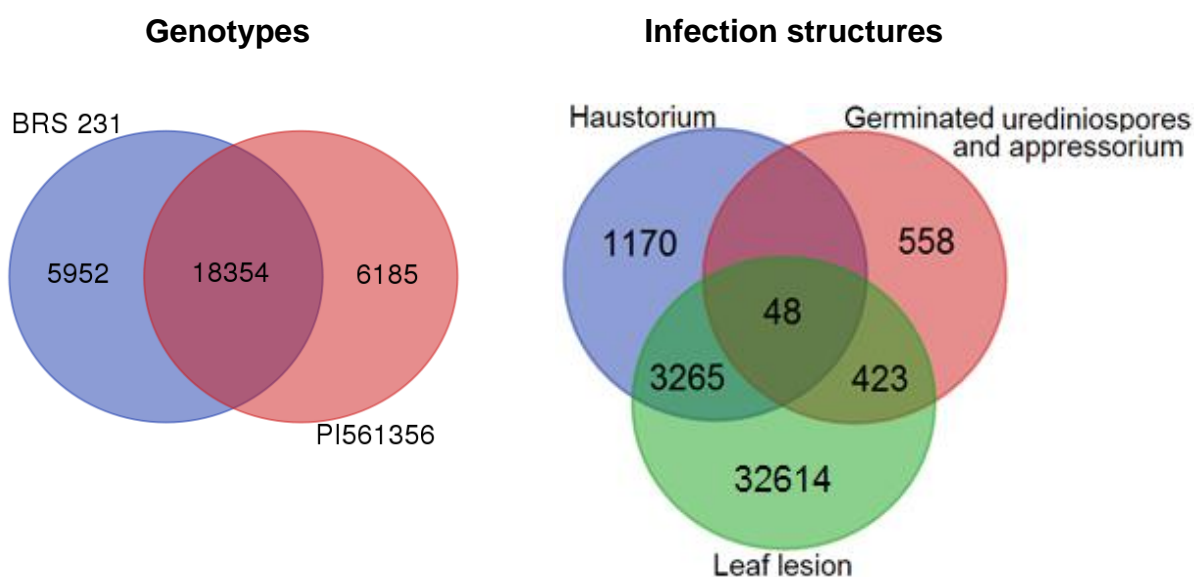 Genotypes
BRS 231
5952
18354
6185
PI561356
Infection structures
Haustorium
Germinated urediniospores
and appressorium
1170
558
48
3265
423
32614
Leaf lesion